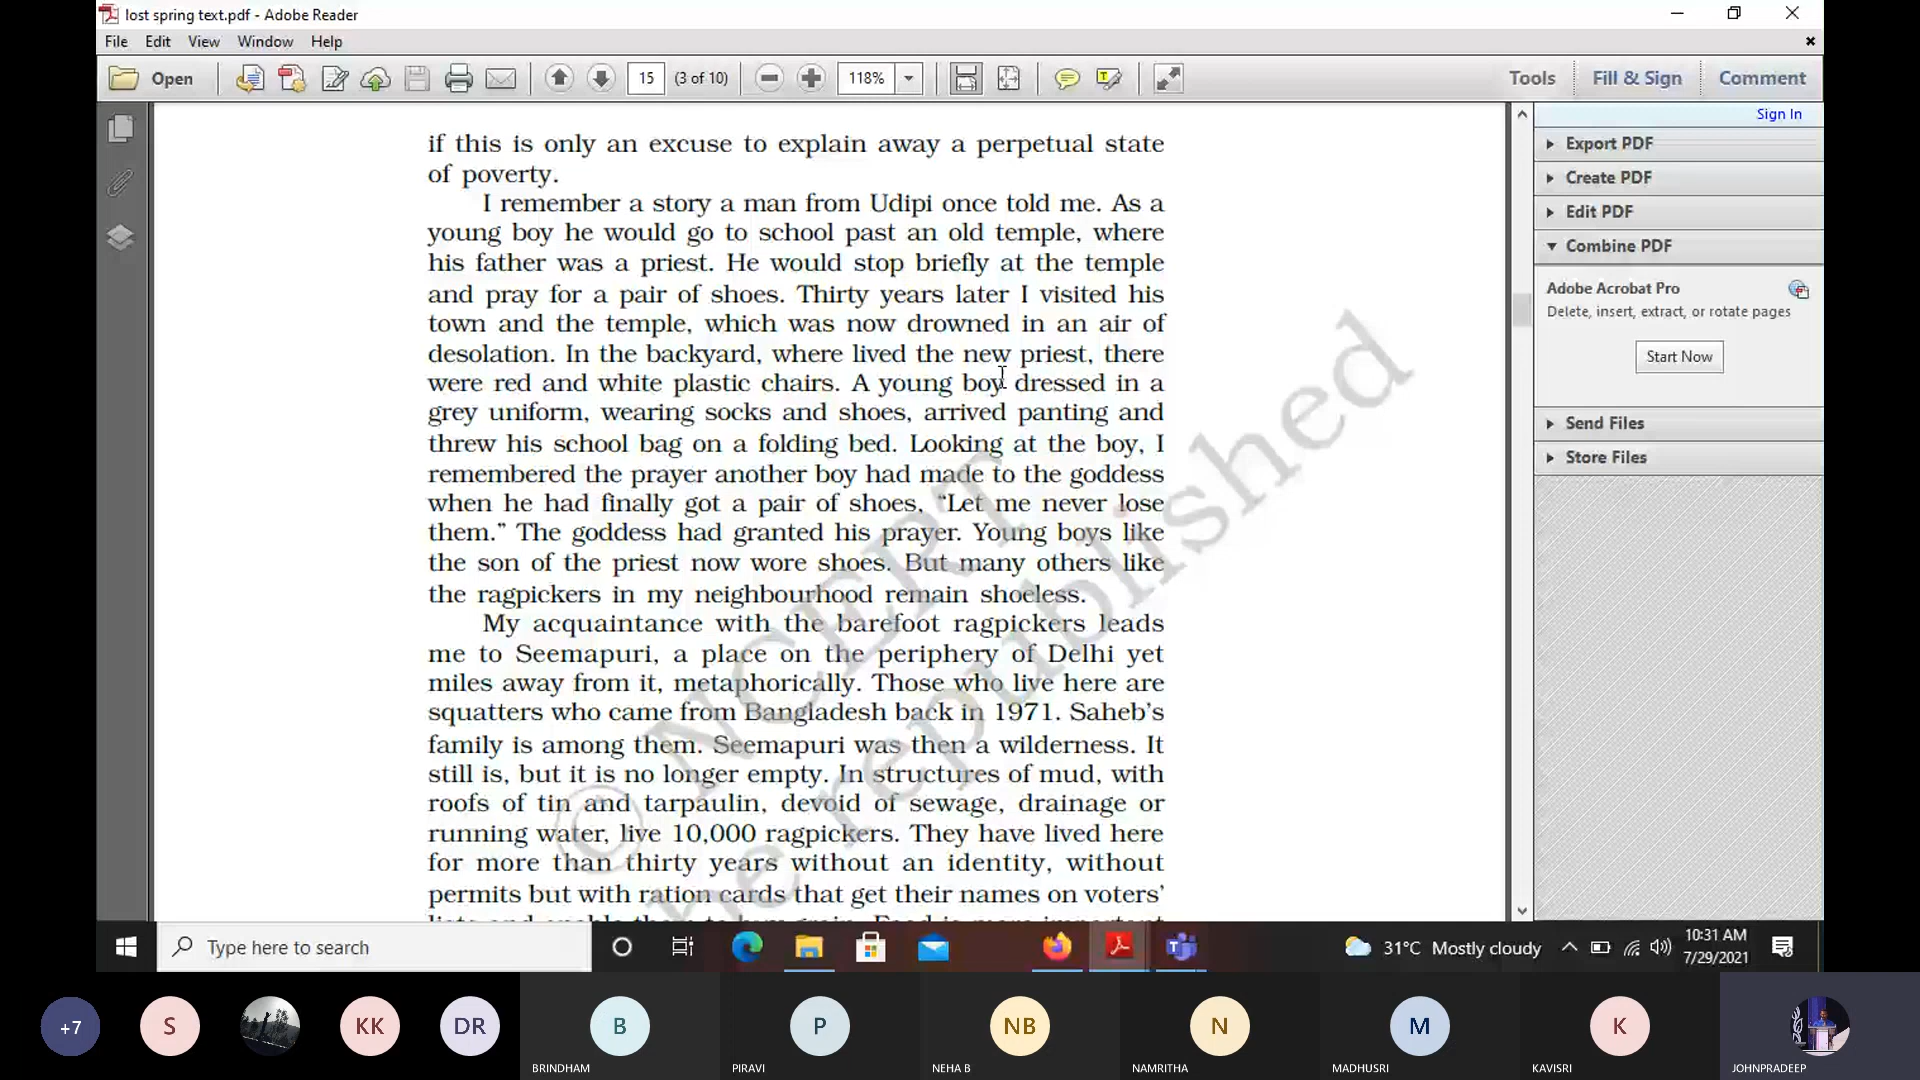 lost spring text.pdf - Adobe Reader
File Edit View Window Help
Open 15 (3 of 10) 118% Tools Fill & Sign Comment
Sign In
Export PDF
Create PDF
Edit PDF
Combine PDF
Adobe Acrobat Pro
Delete, insert, extract, or rotate pages
Start Now
Send Files
Store Files
if this is only an excuse to explain away a perpetual state
of poverty.
I remember a story a man from Udipi once told me. As a
young boy he would go to school past an old temple, where
his father was a priest. He would stop briefly at the temple
and pray for a pair of shoes. Thirty years later I visited his
town and the temple, which was now drowned in an air of
desolation. In the backyard, where lived the new priest, there
were red and white plastic chairs. A young boy dressed in a
grey uniform, wearing socks and shoes, arrived panting and
threw his school bag on a folding bed. Looking at the boy, I
remembered the prayer another boy had made to the goddess
when he had finally got a pair of shoes, “Let me never lose
them.” The goddess had granted his prayer. Young boys like
the son of the priest now wore shoes. But many others like
the ragpickers in my neighbourhood remain shoeless.
My acquaintance with the barefoot ragpickers leads
me to Seemapuri, a place on the periphery of Delhi yet
miles away from it, metaphorically. Those who live here are
squatters who came from Bangladesh back in 1971. Saheb’s
family is among them. Seemapuri was then a wilderness. It
still is, but it is no longer empty. In structures of mud, with
roofs of tin and tarpaulin, devoid of sewage, drainage or
running water, live 10,000 ragpickers. They have lived here
for more than thirty years without an identity, without
permits but with ration cards that get their names on voters’
© NCERT
be republished
Type here to search
31°C Mostly cloudy
10:31 AM
7/29/2021
+7 S KK DR B P NB N M K
BRINDHAM PIRAVI NEHA B NAMRITHA MADHUSRI KAVISRI JOHNPRADEEP